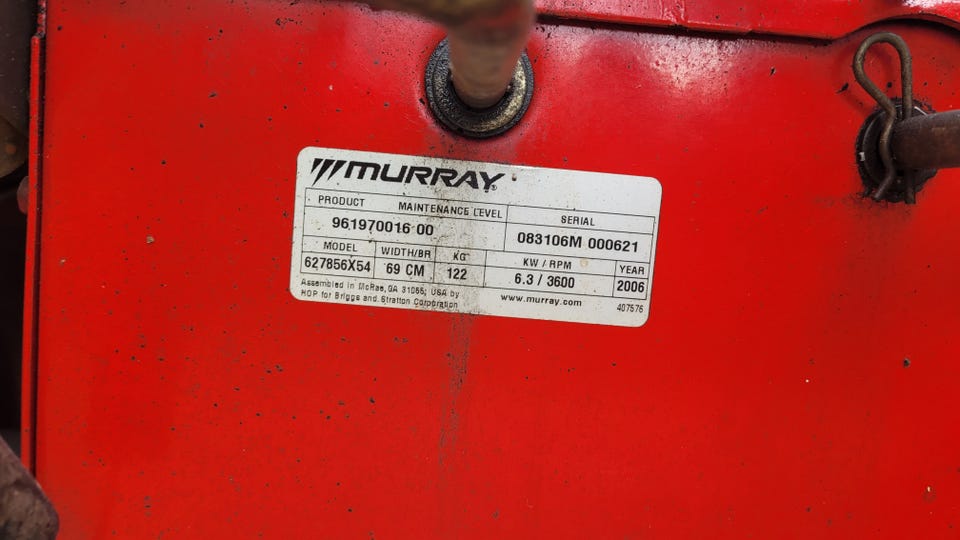 MURRAY®
PRODUCT MAINTENANCE LEVEL SERIAL
961970016 00 083106M 000621
MODEL WIDTH/BR KG KW / RPM YEAR
627856X54 69 CM 122 6.3 / 3600 2006
Assembled in McRae, GA 31055; USA by
HOP for Briggs and Stratton Corporation
www.murray.com
407576